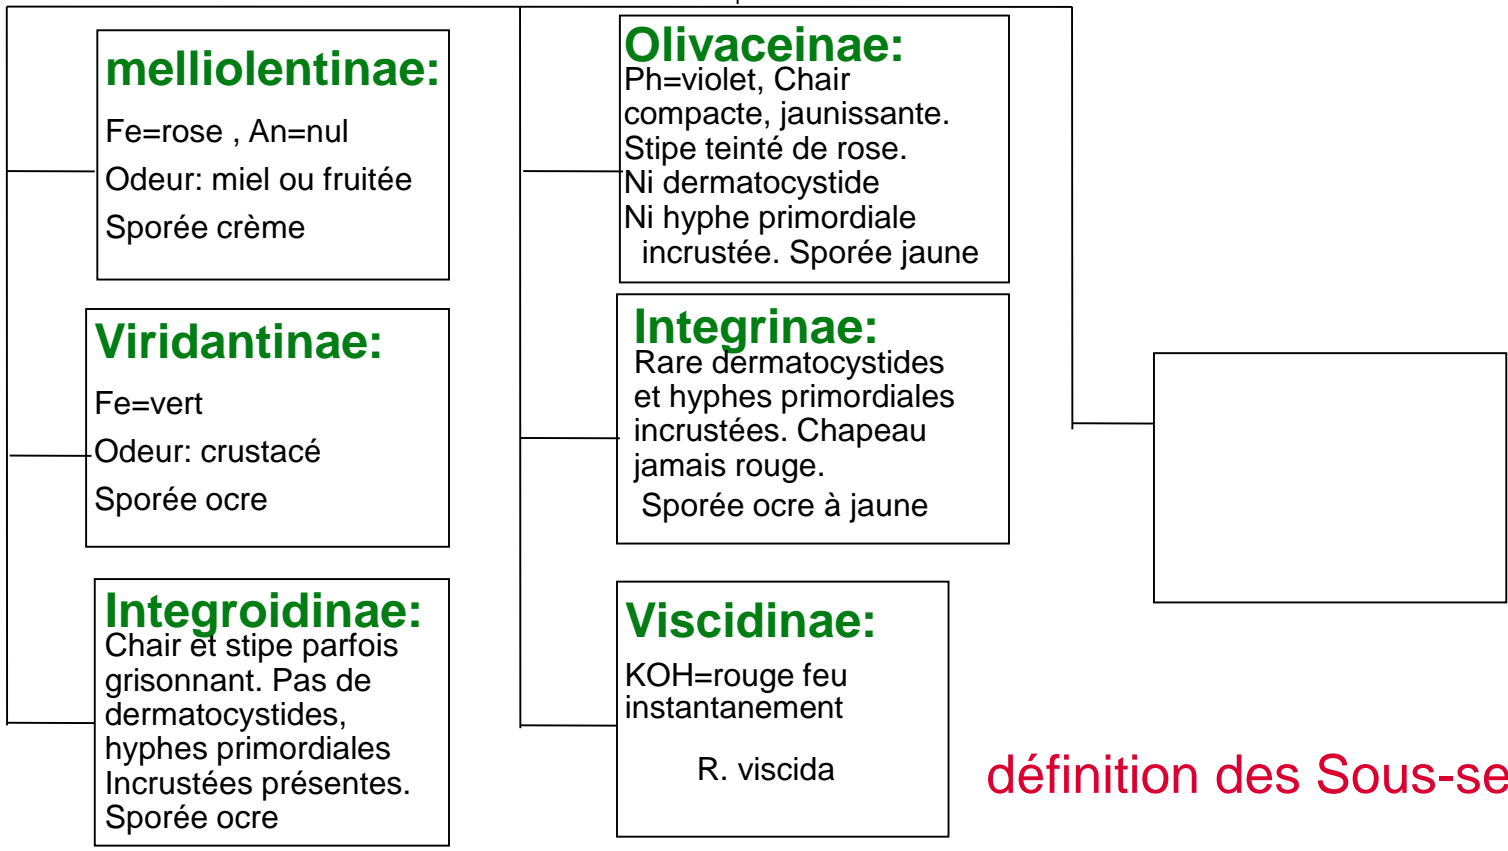 melliolentinae:
Fe=rose , An=nul
Odeur: miel ou fruitée
Sporée crème
Viridantinae:
Fe=vert
Odeur: crustacé
Sporée ocre
Integroidinae:
Chair et stipe parfois
grisonnant. Pas de
dermatocystides,
hyphes primordiales
Incrustées présentes.
Sporée ocre
Olivaceinae:
Ph=violet, Chair
compacte, jaunissante.
Stipe teinté de rose.
Ni dermatocystide
Ni hyphe primordiale
incrustée. Sporée jaune
Integrinae:
Rare dermatocystides
et hyphes primordiales
incrustées. Chapeau
jamais rouge.
Sporée ocre à jaune
Viscidinae:
KOH=rouge feu
instantanement
R. viscida
définition des Sous-se